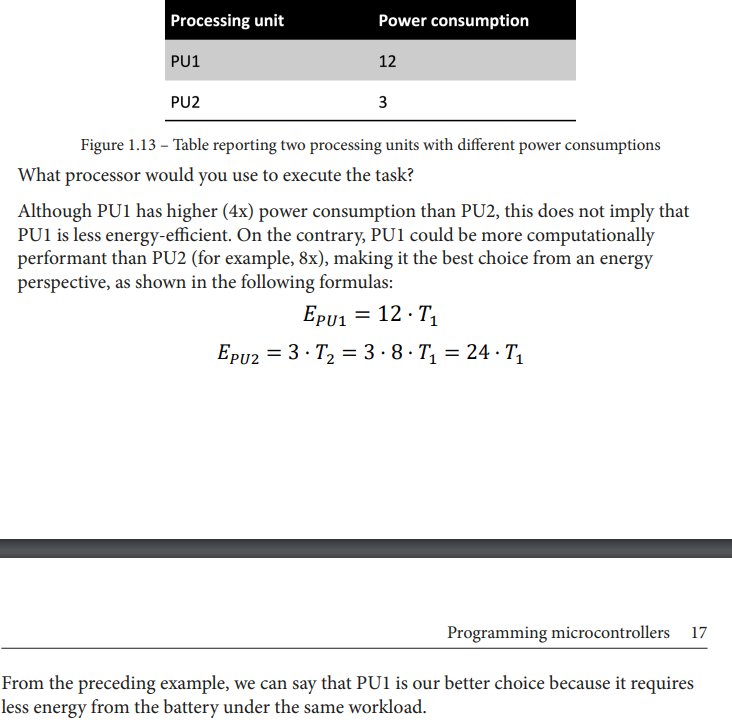 Processing unit Power consumption
PU1 12
PU2 3
Figure 1.13 – Table reporting two processing units with different power consumptions
What processor would you use to execute the task?
Although PU1 has higher (4x) power consumption than PU2, this does not imply that
PU1 is less energy-efficient. On the contrary, PU1 could be more computationally
performant than PU2 (for example, 8x), making it the best choice from an energy
perspective, as shown in the following formulas:
E_{PU1} = 12 · T_1
E_{PU2} = 3 · T_2 = 3 · 8 · T_1 = 24 · T_1
Programming microcontrollers 17
From the preceding example, we can say that PU1 is our better choice because it requires
less energy from the battery under the same workload.